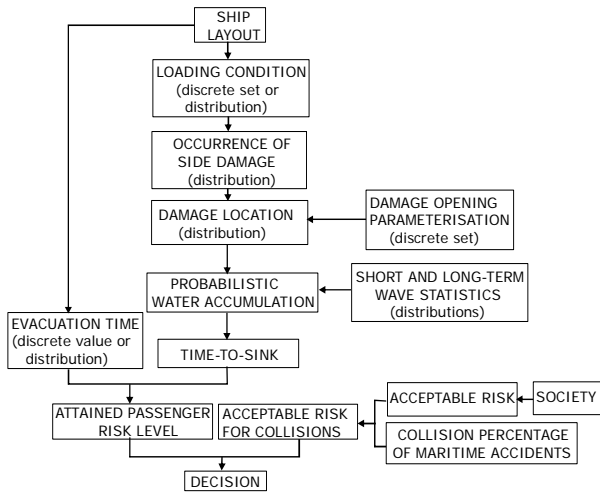 SHIP
LAYOUT
LOADING CONDITION
(discrete set or
distribution)
OCCURRENCE OF
SIDE DAMAGE
(distribution)
DAMAGE LOCATION
(distribution)
DAMAGE OPENING
PARAMETERISATION
(discrete set)
PROBABILISTIC
WATER ACCUMULATION
SHORT AND LONG-TERM
WAVE STATISTICS
(distributions)
EVACUATION TIME
(discrete value or
distribution)
TIME-TO-SINK
ATTAINED PASSENGER
RISK LEVEL
ACCEPTABLE RISK
FOR COLLISIONS
ACCEPTABLE RISK
SOCIETY
COLLISION PERCENTAGE
OF MARITIME ACCIDENTS
DECISION